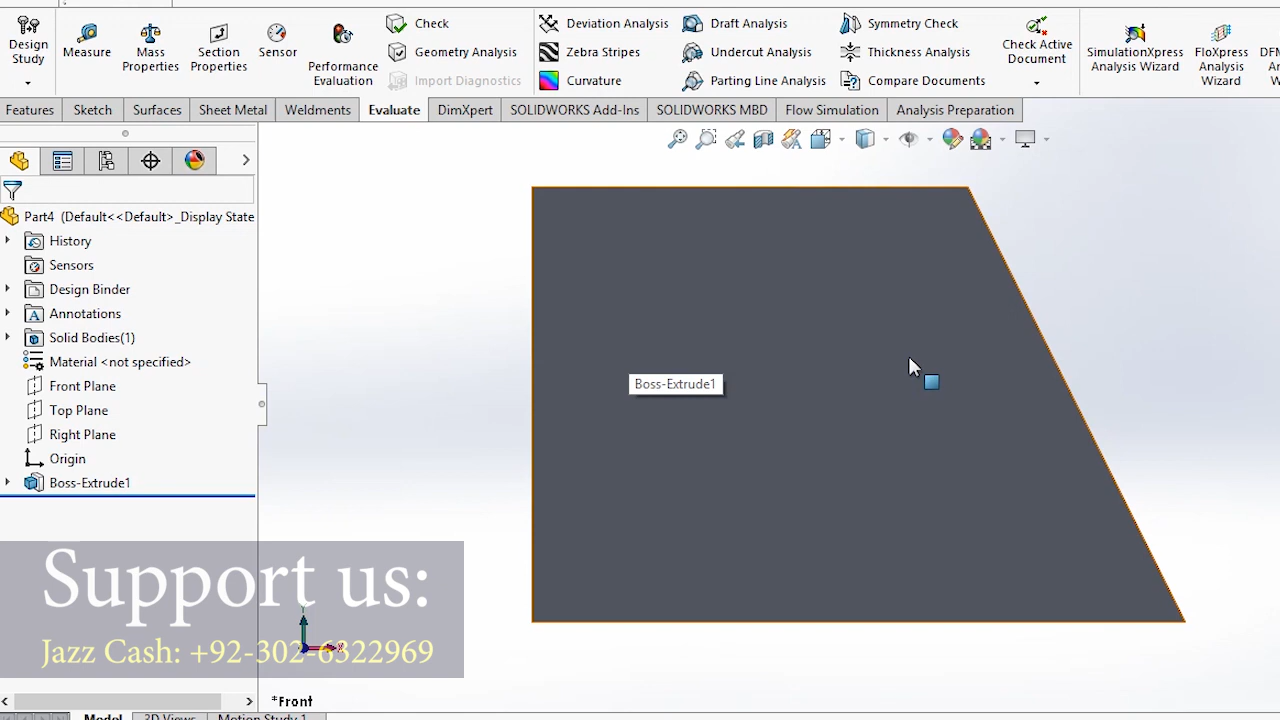 Design Study
Measure
Mass Properties
Section Properties
Sensor
Performance Evaluation
Check
Geometry Analysis
Import Diagnostics
Deviation Analysis
Zebra Stripes
Curvature
Draft Analysis
Undercut Analysis
Parting Line Analysis
Symmetry Check
Thickness Analysis
Compare Documents
Check Active Document
SimulationXpress Analysis Wizard
FloXpress Analysis Wizard
Features Sketch Surfaces Sheet Metal Weldments Evaluate DimXpert SOLIDWORKS Add-Ins SOLIDWORKS MBD Flow Simulation Analysis Preparation
Part4 (Default<<Default>_Display State
History
Sensors
Design Binder
Annotations
Solid Bodies(1)
Material <not specified>
Front Plane
Top Plane
Right Plane
Origin
Boss-Extrude1
Boss-Extrude1
Support us:
Jazz Cash: +92-302-6322969
*Front
Model 3D Views Motion Study 1